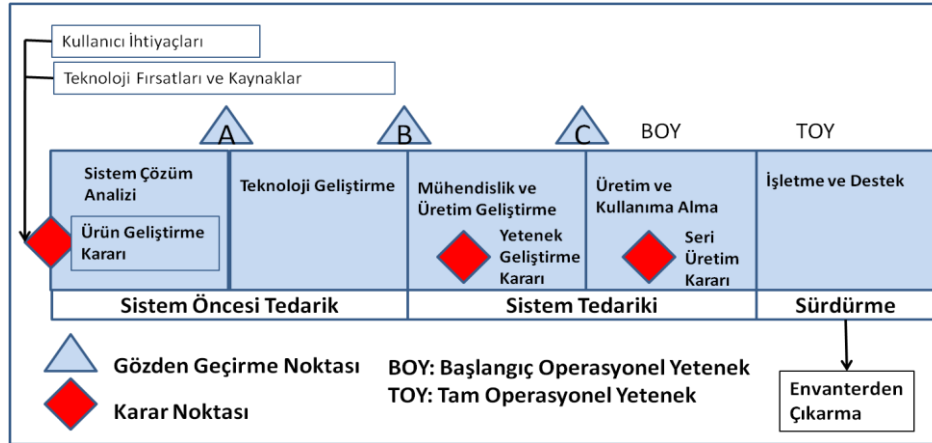 Kullanıcı İhtiyaçları
Teknoloji Fırsatları ve Kaynaklar
A
B
C
BOY
TOY
Sistem Çözüm
Analizi
Ürün Geliştirme
Kararı
Teknoloji Geliştirme
Mühendislik ve
Üretim Geliştirme
Yetenek
Geliştirme
Kararı
Üretim ve
Kullanıma Alma
Seri
Üretim
Kararı
İşletme ve Destek
Sistem Öncesi Tedarik
Sistem Tedariki
Sürdürme
Gözden Geçirme Noktası
Karar Noktası
BOY: Başlangıç Operasyonel Yetenek
TOY: Tam Operasyonel Yetenek
Envanterden
Çıkarma